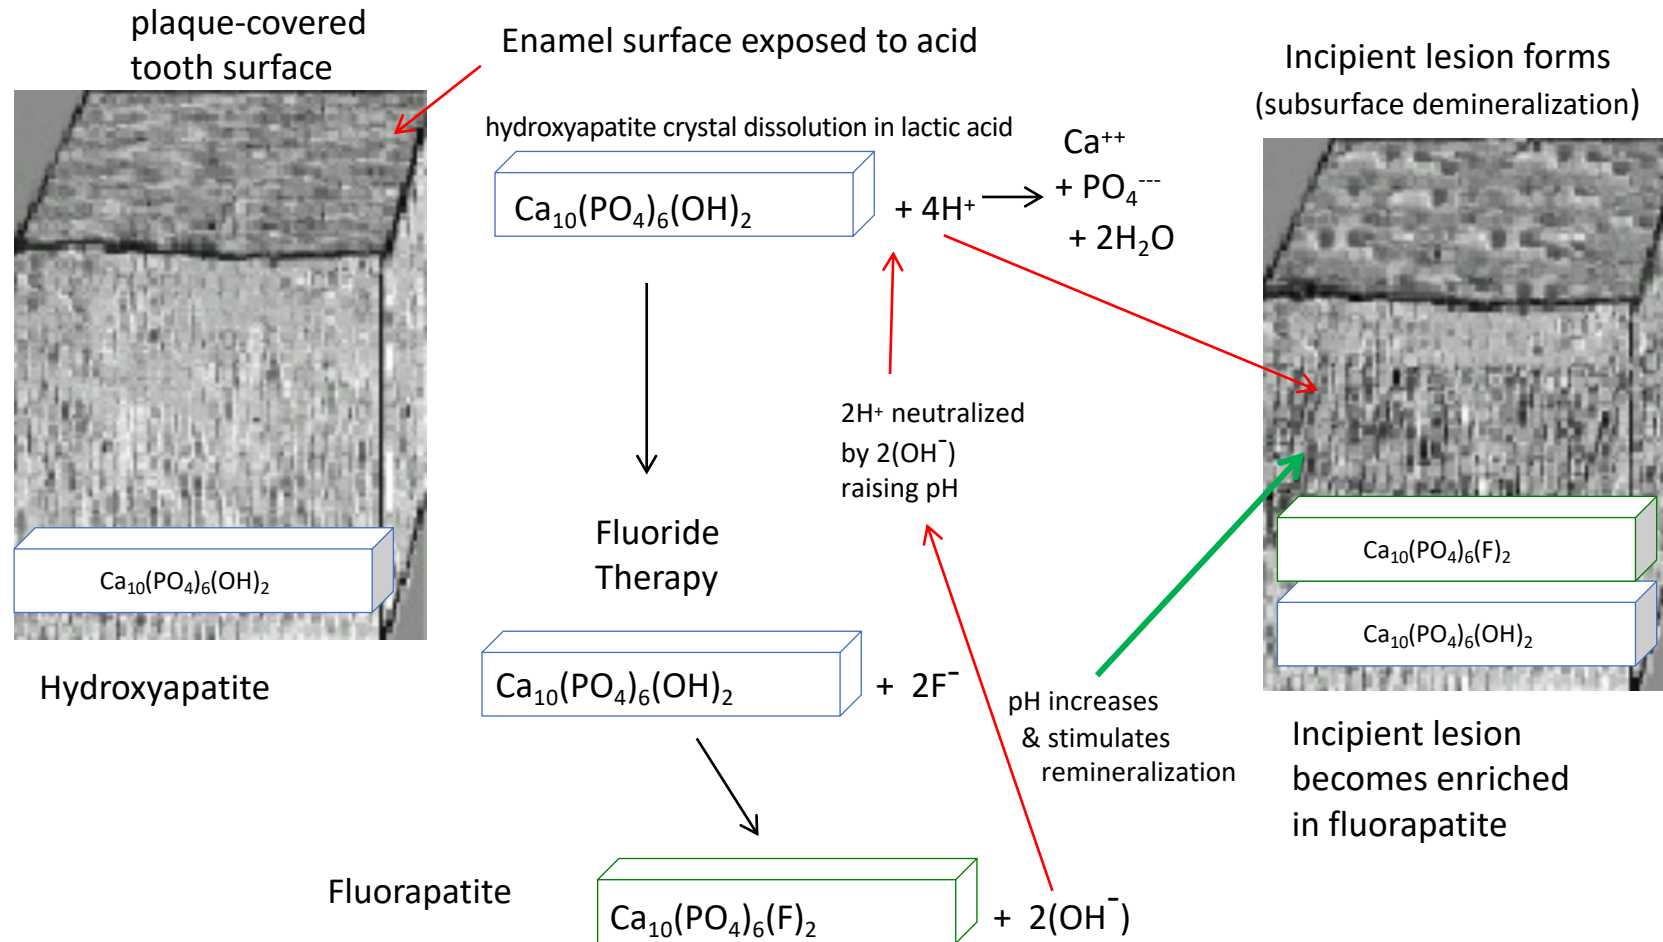 plaque-covered
tooth surface
Enamel surface exposed to acid
Incipient lesion forms
(subsurface demineralization)
hydroxyapatite crystal dissolution in lactic acid
Ca₁₀(PO₄)₆(OH)₂
+ 4H⁺
Ca⁺⁺
+ PO₄⁻⁻⁻
+ 2H₂O
2H⁺ neutralized
by 2(OH⁻)
raising pH
Fluoride
Therapy
Ca₁₀(PO₄)₆(OH)₂
Hydroxyapatite
Ca₁₀(PO₄)₆(OH)₂ + 2F⁻
pH increases
& stimulates
remineralization
Ca₁₀(PO₄)₆(F)₂
Ca₁₀(PO₄)₆(OH)₂
Incipient lesion
becomes enriched
in fluorapatite
Fluorapatite
Ca₁₀(PO₄)₆(F)₂ + 2(OH⁻)